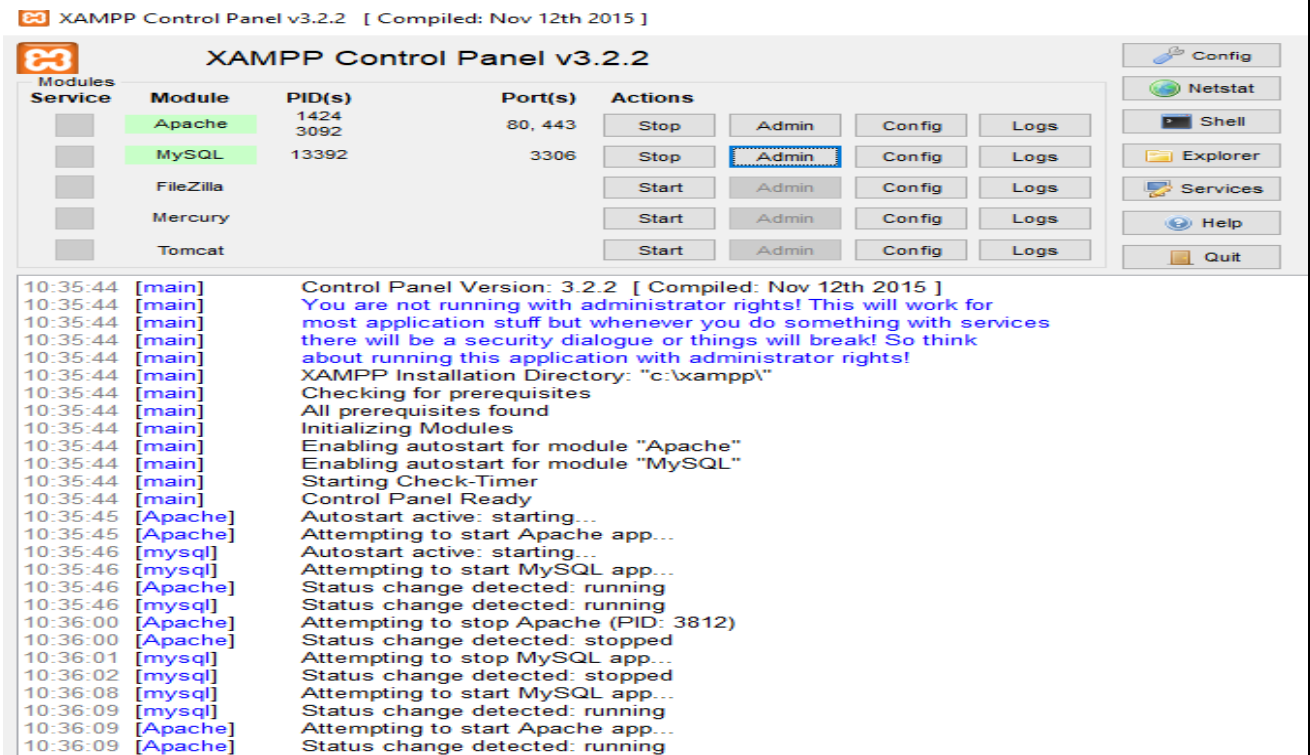 XAMPP Control Panel v3.2.2 [ Compiled: Nov 12th 2015 ]
XAMPP Control Panel v3.2.2
Config
Modules
Service Module PID(s) Port(s) Actions
Netstat
Apache 1424 3092 80, 443 Stop Admin Config Logs
Shell
MySQL 13392 3306 Stop Admin Config Logs
Explorer
FileZilla Start Admin Config Logs
Services
Mercury Start Admin Config Logs
Help
Tomcat Start Admin Config Logs
Quit
10:35:44 [main] Control Panel Version: 3.2.2 [ Compiled: Nov 12th 2015 ]
10:35:44 [main] You are not running with administrator rights! This will work for
10:35:44 [main] most application stuff but whenever you do something with services
10:35:44 [main] there will be a security dialogue or things will break! So think
10:35:44 [main] about running this application with administrator rights!
10:35:44 [main] XAMPP Installation Directory: "c:\xampp\"
10:35:44 [main] Checking for prerequisites
10:35:44 [main] All prerequisites found
10:35:44 [main] Initializing Modules
10:35:44 [main] Enabling autostart for module "Apache"
10:35:44 [main] Enabling autostart for module "MySQL"
10:35:44 [main] Starting Check-Timer
10:35:44 [main] Control Panel Ready
10:35:45 [Apache] Autostart active: starting...
10:35:45 [Apache] Attempting to start Apache app...
10:35:46 [mysql] Autostart active: starting...
10:35:46 [mysql] Attempting to start MySQL app...
10:35:46 [Apache] Status change detected: running
10:35:46 [mysql] Status change detected: running
10:36:00 [Apache] Attempting to stop Apache (PID: 3812)
10:36:00 [Apache] Status change detected: stopped
10:36:01 [mysql] Attempting to stop MySQL app...
10:36:02 [mysql] Status change detected: stopped
10:36:08 [mysql] Attempting to start MySQL app...
10:36:09 [mysql] Status change detected: running
10:36:09 [Apache] Attempting to start Apache app...
10:36:09 [Apache] Status change detected: running